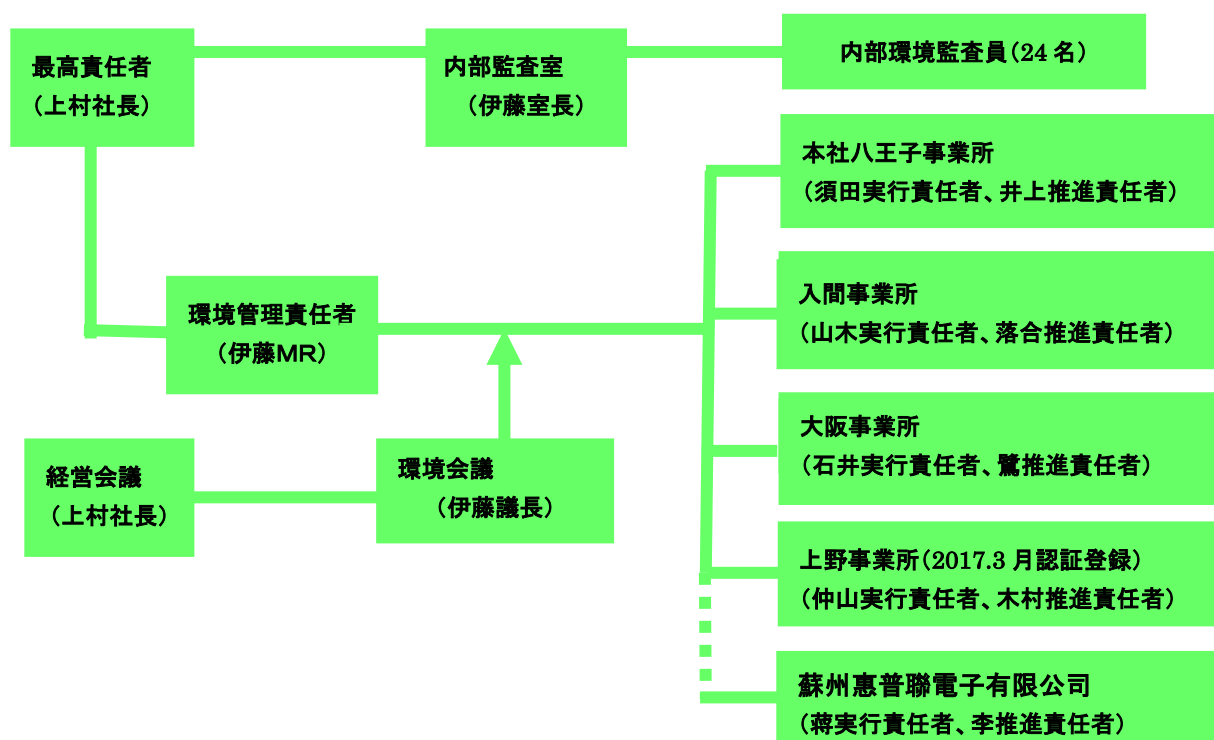 最高責任者
（上村社長）
内部監査室
（伊藤室長）
内部環境監査員（24名）
本社八王子事業所
（須田実行責任者、井上推進責任者）
入間事業所
（山木実行責任者、落合推進責任者）
環境管理責任者
（伊藤ＭＲ）
大阪事業所
（石井実行責任者、鷺推進責任者）
経営会議
（上村社長）
環境会議
（伊藤議長）
上野事業所（2017.3月認証登録）
（仲山実行責任者、木村推進責任者）
蘇州惠普聯電子有限公司
（蒋実行責任者、李推進責任者）